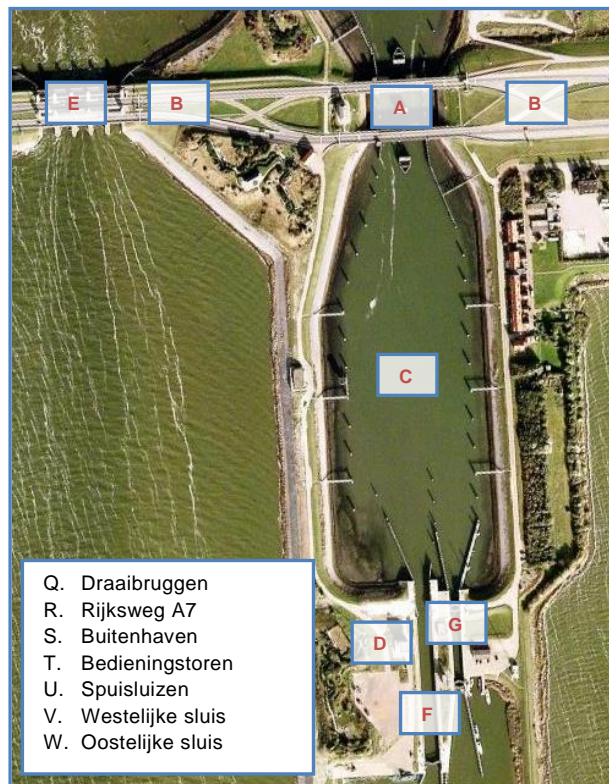 E
B
A
B
C
G
D
F
Q. Draaibruggen
R. Rijksweg A7
S. Buitenhaven
T. Bedieningstoren
U. Spuisluizen
V. Westelijke sluis
W. Oostelijke sluis